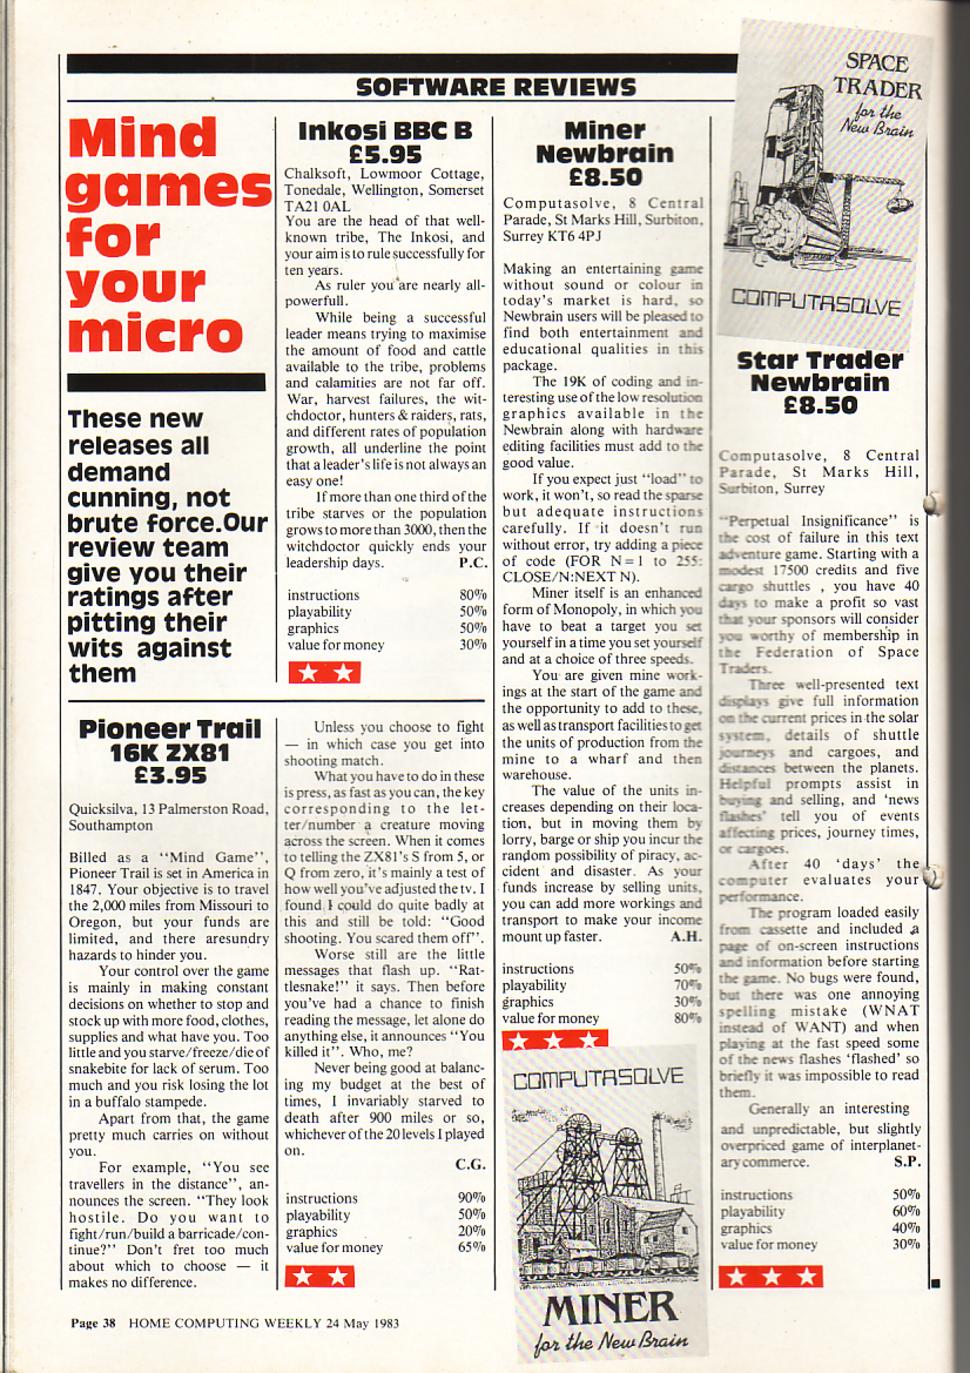 SOFTWARE REVIEWS
Mind
games
for
your
micro
These new
releases all
demand
cunning, not
brute force.Our
review team
give you their
ratings after
pitting their
wits against
them
Inkosi BBC B
£5.95
Chalksoft, Lowmoor Cottage,
Tonedale, Wellington, Somerset
TA21 0AL
You are the head of that well-
known tribe, The Inkosi, and
your aim is to rule successfully for
ten years.
As ruler you are nearly all-
powerfull.
While being a successful
leader means trying to maximise
the amount of food and cattle
available to the tribe, problems
and calamities are not far off.
War, harvest failures, the wit-
chdoctor, hunters & raiders, rats,
and different rates of population
growth, all underline the point
that a leader's life is not always an
easy one!
If more than one third of the
tribe starves or the population
grows to more than 3000, then the
witchdoctor quickly ends your
leadership days. P.C.
instructions 80%
playability 50%
graphics 50%
value for money 30%
Pioneer Trail
16K ZX81
£3.95
Quicksilva, 13 Palmerston Road,
Southampton
Billed as a "Mind Game",
Pioneer Trail is set in America in
1847. Your objective is to travel
the 2,000 miles from Missouri to
Oregon, but your funds are
limited, and there aresundry
hazards to hinder you.
Your control over the game
is mainly in making constant
decisions on whether to stop and
stock up with more food, clothes,
supplies and what have you. Too
little and you starve/freeze/die of
snakebite for lack of serum. Too
much and you risk losing the lot
in a buffalo stampede.
Apart from that, the game
pretty much carries on without
you.
For example, "You see
travellers in the distance", an-
nounces the screen. "They look
hostile. Do you want to
fight/run/build a barricade/con-
tinue?" Don't fret too much
about which to choose — it
makes no difference.
Unless you choose to fight
— in which case you get into
shooting match.
What you have to do in these
is press, as fast as you can, the key
corresponding to the let-
ter/number a creature moving
across the screen. When it comes
to telling the ZX81's S from 5, or
Q from zero, it's mainly a test of
how well you've adjusted the tv. I
found I could do quite badly at
this and still be told: "Good
shooting. You scared them off".
Worse still are the little
messages that flash up. "Rat-
tlesnake!" it says. Then before
you've had a chance to finish
reading the message, let alone do
anything else, it announces "You
killed it". Who, me?
Never being good at balanc-
ing my budget at the best of
times, I invariably starved to
death after 900 miles or so,
whichever of the 20 levels I played
on.
C.G.
instructions 90%
playability 50%
graphics 20%
value for money 65%
Miner
Newbrain
£8.50
Computasolve, 8 Central
Parade, St Marks Hill, Surbiton,
Surrey KT6 4PJ
Making an entertaining game
without sound or colour in
today's market is hard, so
Newbrain users will be pleased to
find both entertainment and
educational qualities in this
package.
The 19K of coding and in-
teresting use of the low resolution
graphics available in the
Newbrain along with hardware
editing facilities must add to the
good value.
If you expect just "load" to
work, it won't, so read the sparse
but adequate instructions
carefully. If it doesn't run
without error, try adding a piece
of code (FOR N=1 to 255:
CLOSE/N:NEXT N).
Miner itself is an enhanced
form of Monopoly, in which you
have to beat a target you set
yourself in a time you set yourself
and at a choice of three speeds.
You are given mine work-
ings at the start of the game and
the opportunity to add to these,
as well as transport facilities to get
the units of production from the
mine to a wharf and then
warehouse.
The value of the units in-
creases depending on their loca-
tion, but in moving them by
lorry, barge or ship you incur the
random possibility of piracy, ac-
cident and disaster. As your
funds increase by selling units,
you can add more workings and
transport to make your income
mount up faster. A.H.
instructions 50%
playability 70%
graphics 30%
value for money 80%
COMPUTASOLVE
MINER
for the New Brain
SPACE
TRADER
for the
New Brain
COMPUTASOLVE
Star Trader
Newbrain
£8.50
Computasolve, 8 Central
Parade, St Marks Hill,
Surbiton, Surrey
"Perpetual Insignificance" is
the cost of failure in this text
adventure game. Starting with a
modest 17500 credits and five
cargo shuttles , you have 40
days to make a profit so vast
that your sponsors will consider
you worthy of membership in
the Federation of Space
Traders.
Three well-presented text
displays give full information
on the current prices in the solar
system, details of shuttle
journeys and cargoes, and
distances between the planets.
Helpful prompts assist in
buying and selling, and 'news
flashes' tell you of events
affecting prices, journey times,
or cargoes.
After 40 'days' the
computer evaluates your
performance.
The program loaded easily
from cassette and included a
page of on-screen instructions
and information before starting
the game. No bugs were found,
but there was one annoying
spelling mistake (WNAT
instead of WANT) and when
playing at the fast speed some
of the news flashes 'flashed' so
briefly it was impossible to read
them.
Generally an interesting
and unpredictable, but slightly
overpriced game of interplanet-
ary commerce. S.P.
instructions 50%
playability 60%
graphics 40%
value for money 30%
Page 38 HOME COMPUTING WEEKLY 24 May 1983